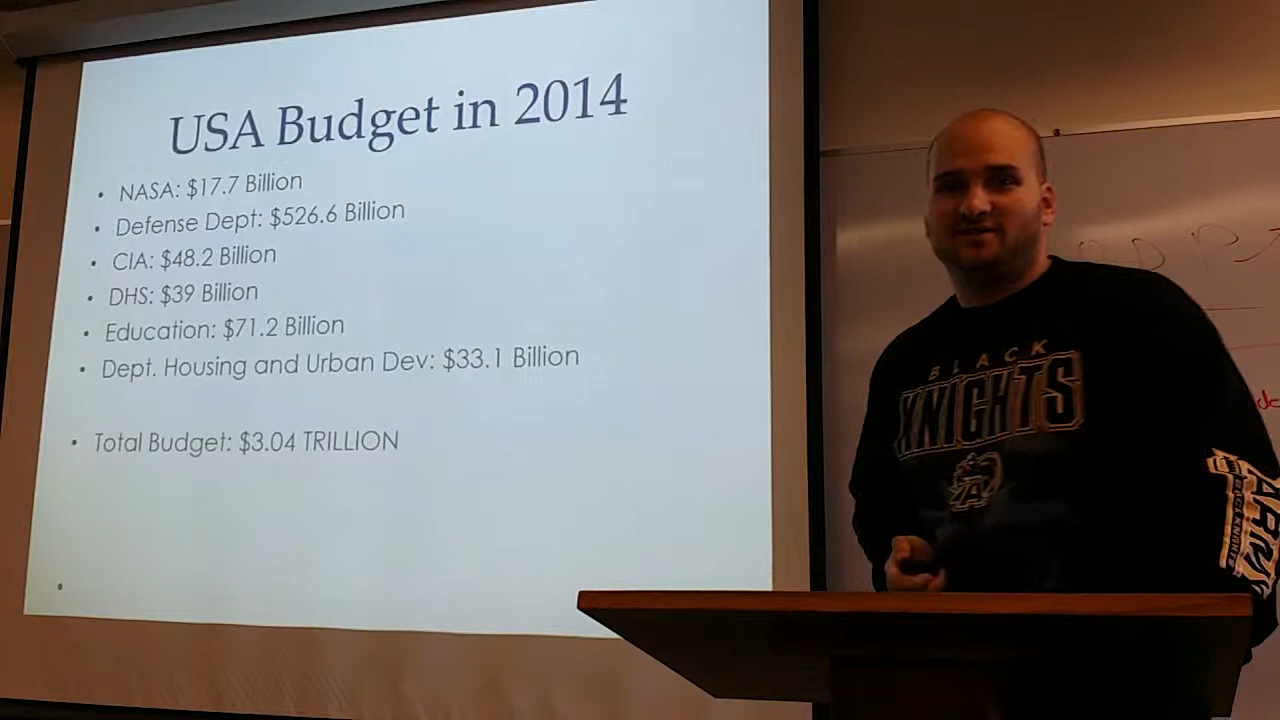 USA Budget in 2014
• NASA: $17.7 Billion
• Defense Dept: $526.6 Billion
• CIA: $48.2 Billion
• DHS: $39 Billion
• Education: $71.2 Billion
• Dept. Housing and Urban Dev: $33.1 Billion
• Total Budget: $3.04 TRILLION
•
BLACK
KNIGHTS
A
ARMY
BLACK KNIGHTS